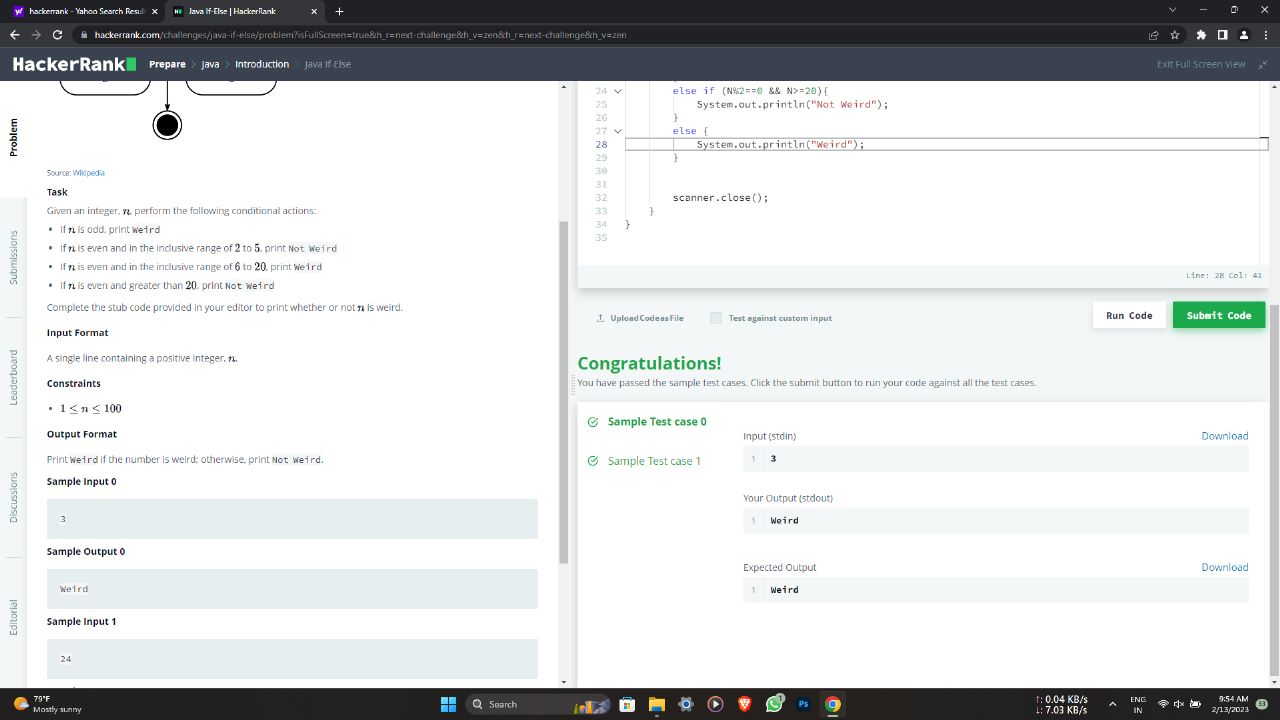 hackerrank - Yahoo Search Resul
Java If-Else | HackerRank
hackerrank.com/challenges/java-if-else/problem?isFullScreen=true&h_r=next-challenge&h_v=zen&h_r=next-challenge&h_v=zen
HackerRank
Prepare > Java > Introduction > Java If-Else
Exit Full Screen View
Problem
Submissions
Leaderboard
Discussions
Editorial
Source: Wikipedia
Task
Given an integer, n, perform the following conditional actions:
• If n is odd, print Weird
• If n is even and in the inclusive range of 2 to 5, print Not Weird
• If n is even and in the inclusive range of 6 to 20, print Weird
• If n is even and greater than 20, print Not Weird
Complete the stub code provided in your editor to print whether or not n is weird.
Input Format
A single line containing a positive integer, n.
Constraints
• 1 ≤ n ≤ 100
Output Format
Print Weird if the number is weird; otherwise, print Not Weird.
Sample Input 0
3
Sample Output 0
Weird
Sample Input 1
24
24 else if (N%2==0 && N>=20){
25 System.out.println("Not Weird");
26 }
27 else {
28 System.out.println("Weird");
29 }
30
31
32 scanner.close();
33 }
34 }
35
Line: 28 Col: 41
Upload Code as File
Test against custom input
Run Code
Submit Code
Congratulations!
You have passed the sample test cases. Click the submit button to run your code against all the test cases.
Sample Test case 0
Sample Test case 1
Input (stdin)
Download
1 3
Your Output (stdout)
1 Weird
Expected Output
Download
1 Weird
79°F
Mostly sunny
Search
1
Ps
↑: 0.04 KB/s
↓: 7.03 KB/s
ENG
IN
9:54 AM
2/13/2023
33